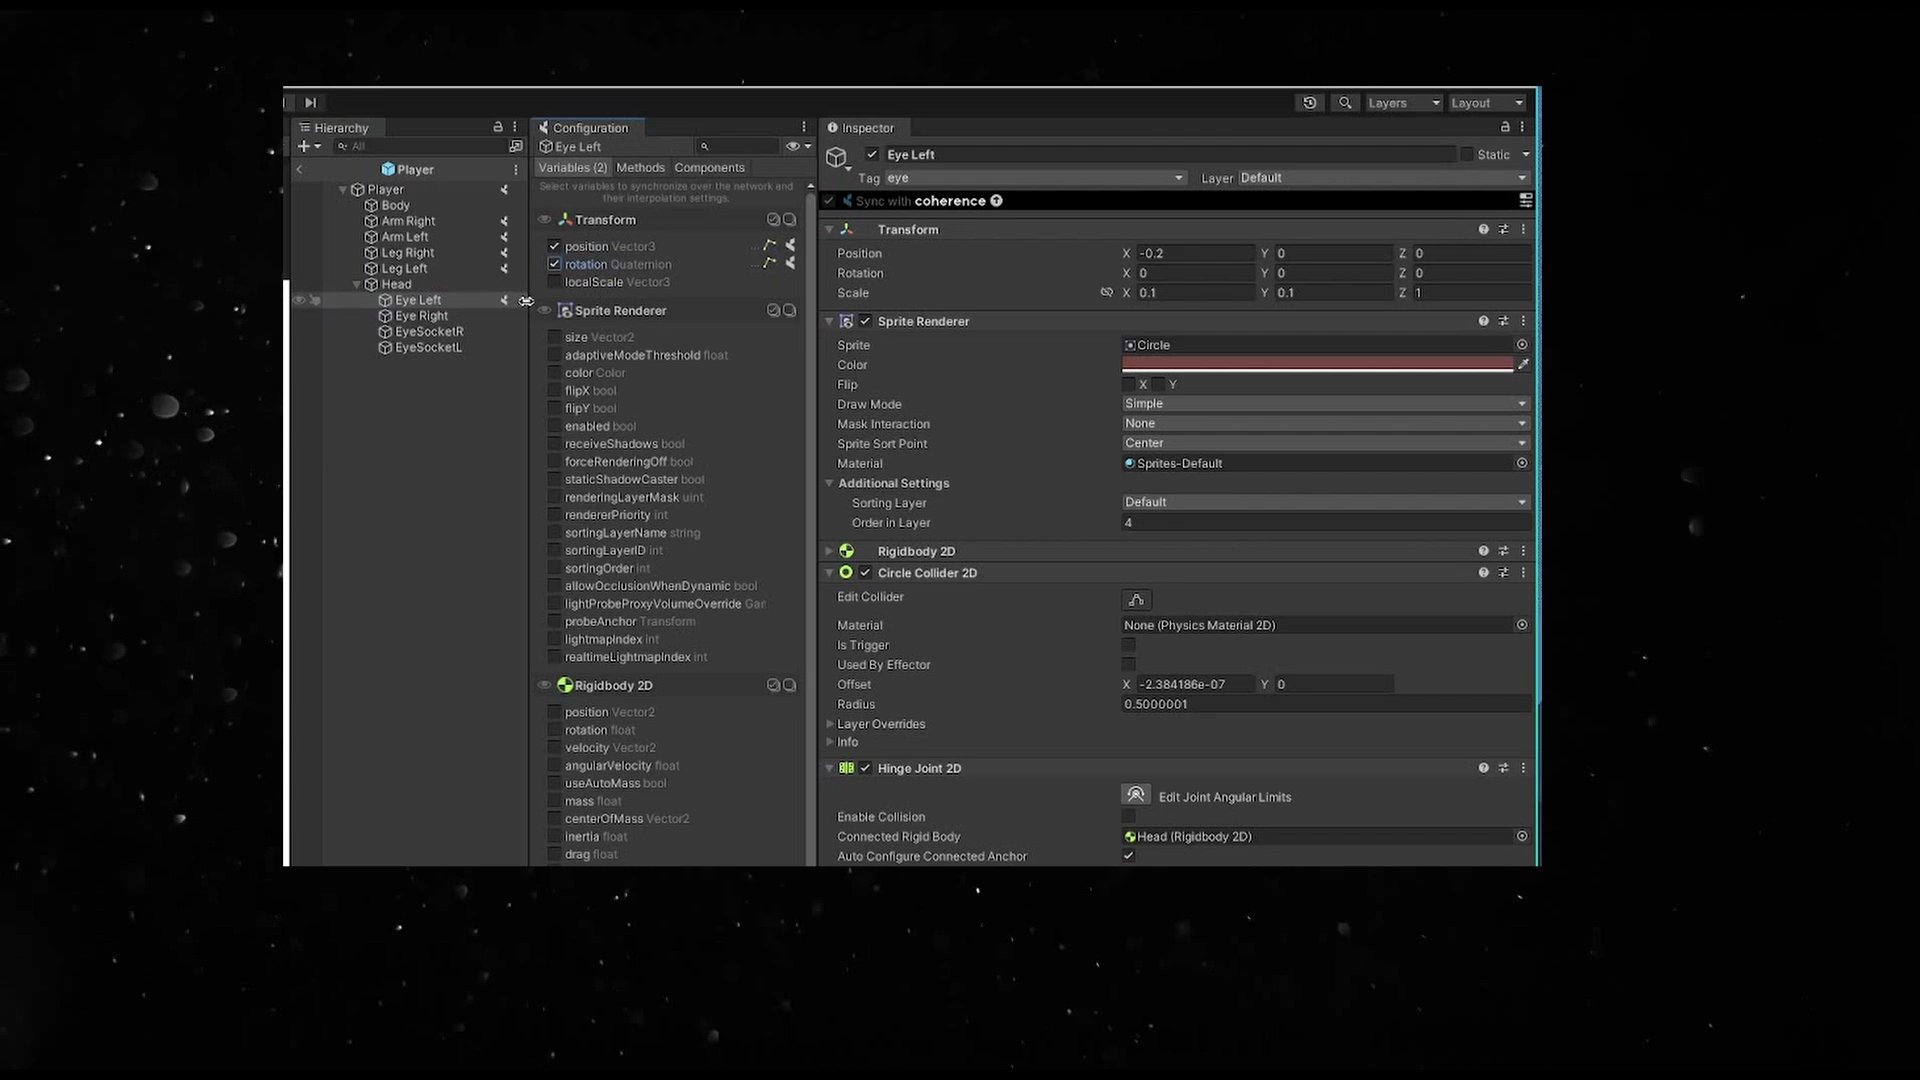 Layers
Layout
Hierarchy
All
Player
Player
Body
Arm Right
Arm Left
Leg Right
Leg Left
Head
Eye Left
Eye Right
EyeSocketR
EyeSocketL
Configuration
Eye Left
Variables (2) Methods Components
Select variables to synchronize over the network and
their interpolation settings.
Transform
position Vector3
rotation Quaternion
localScale Vector3
Sprite Renderer
size Vector2
adaptiveModeThreshold float
color Color
flipX bool
flipY bool
enabled bool
receiveShadows bool
forceRenderingOff bool
staticShadowCaster bool
renderingLayerMask uint
rendererPriority int
sortingLayerName string
sortingLayerID int
sortingOrder int
allowOcclusionWhenDynamic bool
lightProbeProxyVolumeOverride Gar
probeAnchor Transform
lightmapIndex int
realtimeLightmapIndex int
Rigidbody 2D
position Vector2
rotation float
velocity Vector2
angularVelocity float
useAutoMass bool
mass float
centerOfMass Vector2
inertia float
drag float
Inspector
Eye Left Static
Tag eye Layer Default
Sync with coherence
Transform
Position X -0.2 Y 0 Z 0
Rotation X 0 Y 0 Z 0
Scale X 0.1 Y 0.1 Z 1
Sprite Renderer
Sprite Circle
Color
Flip X Y
Draw Mode Simple
Mask Interaction None
Sprite Sort Point Center
Material Sprites-Default
Additional Settings
Sorting Layer Default
Order in Layer 4
Rigidbody 2D
Circle Collider 2D
Edit Collider
Material None (Physics Material 2D)
Is Trigger
Used By Effector
Offset X -2.384186e-07 Y 0
Radius 0.5000001
Layer Overrides
Info
Hinge Joint 2D
Edit Joint Angular Limits
Enable Collision
Connected Rigid Body Head (Rigidbody 2D)
Auto Configure Connected Anchor